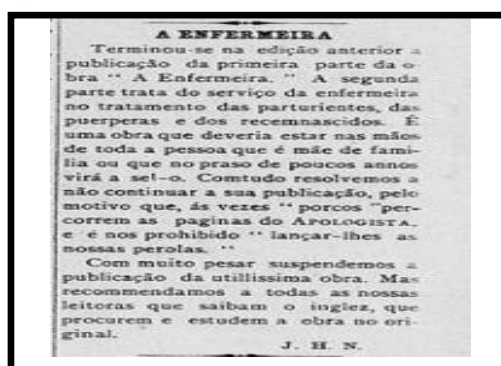 A ENFERMEIRA
Terminou-se na edição anterior a
publicação da primeira parte da o-
bra " A Enfermeira. " A segunda
parte trata do serviço da enfermeira
no tratamento das parturientes, das
puerperas e dos recemnascidos. É
uma obra que deveria estar nas mãos
de toda a pessoa que é mãe de fami-
lia ou que no praso de poucos annos
virá a sel-o. Comtudo resolvemos a
não continuar a sua publicação, pelo
motivo que, ás vezes " porcos "per-
correm as paginas do APOLOGISTA,
e é nos prohibido " lançar-lhes as
nossas perolas. "
Com muito pesar suspendemos a
publicação da utillissima obra. Mas
recommendamos a todas as nossas
leitoras que saibam o inglez, que
procurem e estudem a obra no ori-
ginal.
J. H. N.